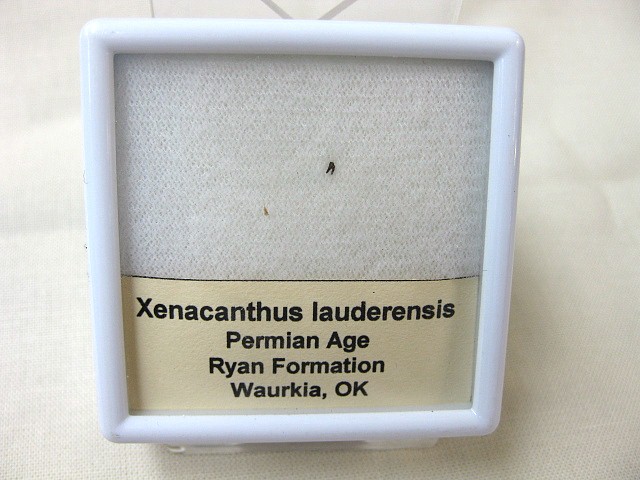 Xenacanthus lauderensis
Permian Age
Ryan Formation
Waurkia, OK